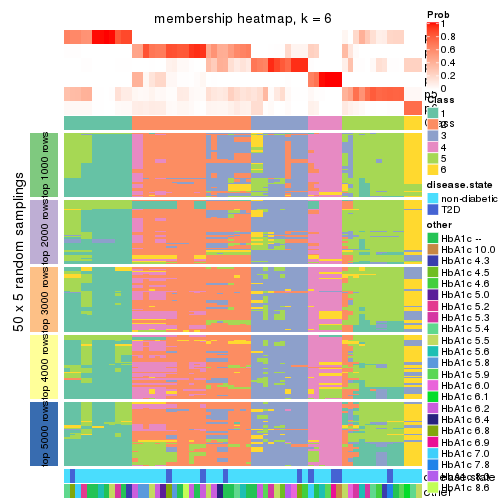 membership heatmap, k = 6
50 x 5 random samplings
top 1000 rows
top 2000 rows
top 3000 rows
top 4000 rows
top 5000 rows
Prob
1
0.8
0.6
0.4
0.2
0
Class
1
2
3
4
5
6
disease.state
non-diabetic
T2D
other
HbA1c --
HbA1c 10.0
HbA1c 4.3
HbA1c 4.5
HbA1c 4.6
HbA1c 5.0
HbA1c 5.2
HbA1c 5.3
HbA1c 5.4
HbA1c 5.5
HbA1c 5.6
HbA1c 5.8
HbA1c 5.9
HbA1c 6.0
HbA1c 6.1
HbA1c 6.2
HbA1c 6.4
HbA1c 6.8
HbA1c 6.9
HbA1c 7.0
HbA1c 7.8
HbA1c 8.6
disease.state
other